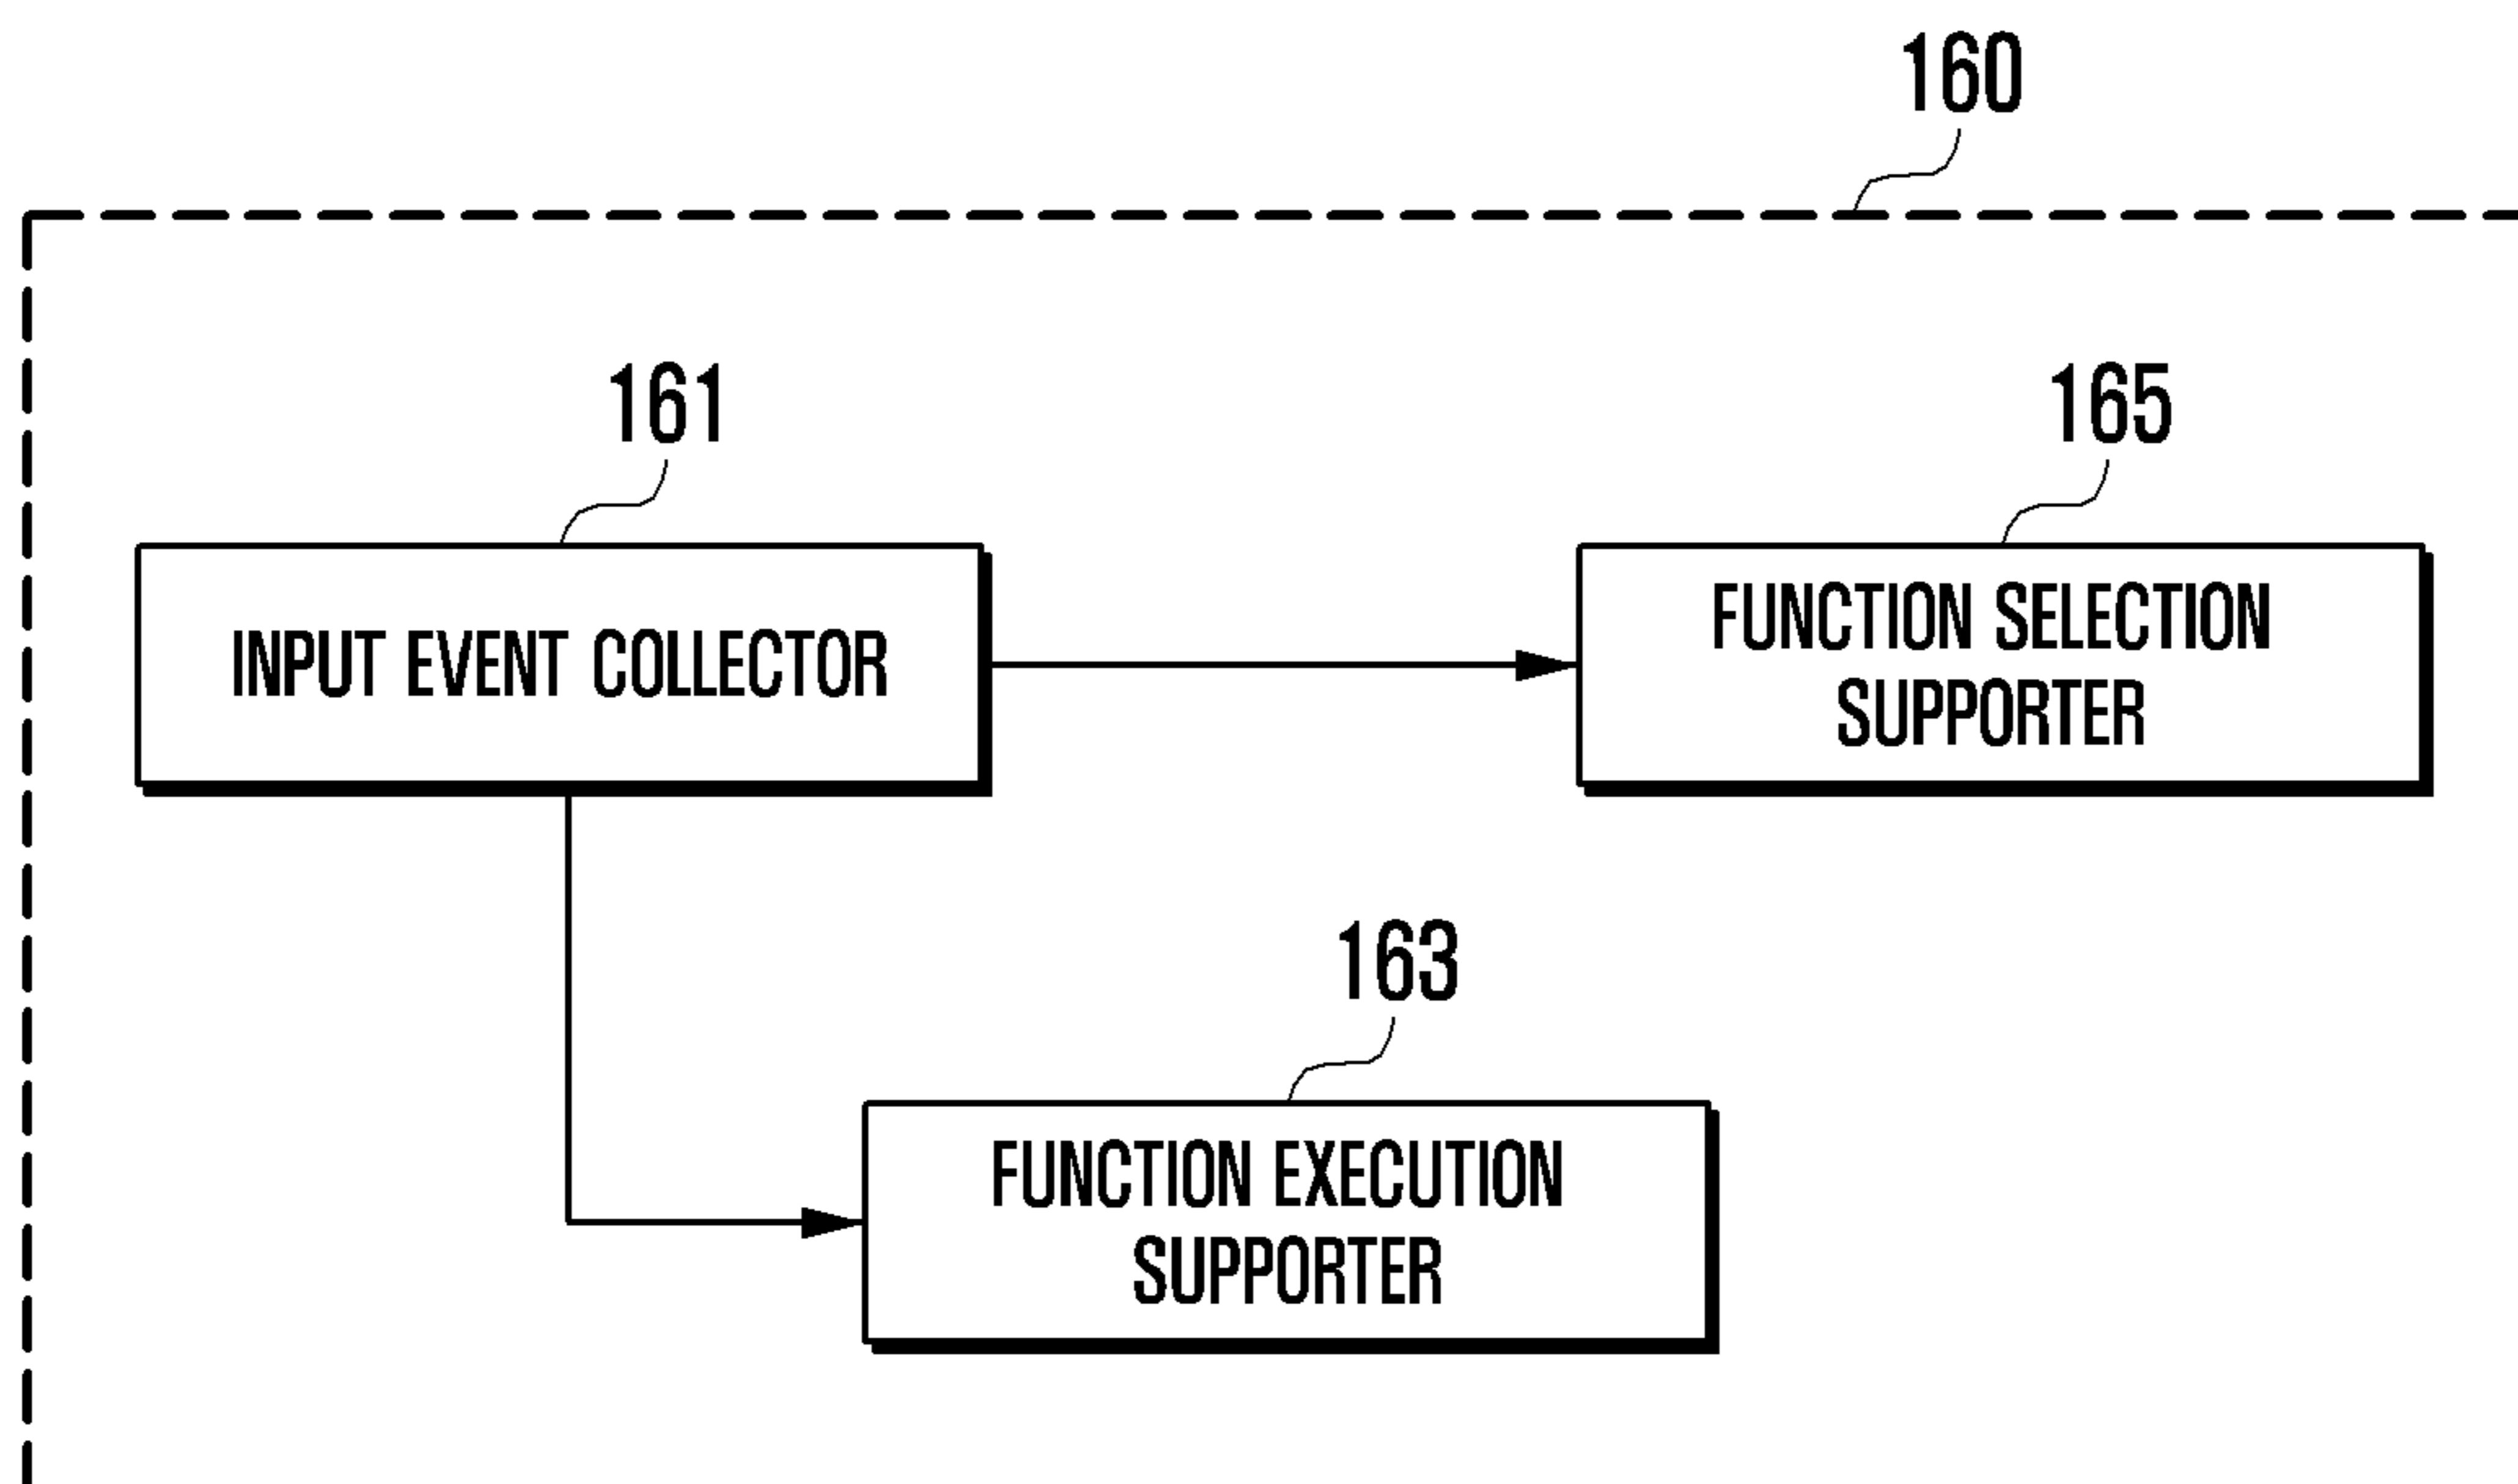 160
161
165
INPUT EVENT COLLECTOR
FUNCTION SELECTION
SUPPORTER
163
FUNCTION EXECUTION
SUPPORTER